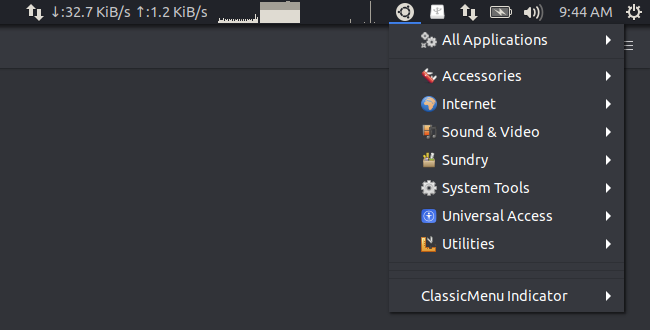 ↓:32.7 KiB/s ↑:1.2 KiB/s 9:44 AM
All Applications
Accessories
Internet
Sound & Video
Sundry
System Tools
Universal Access
Utilities
ClassicMenu Indicator